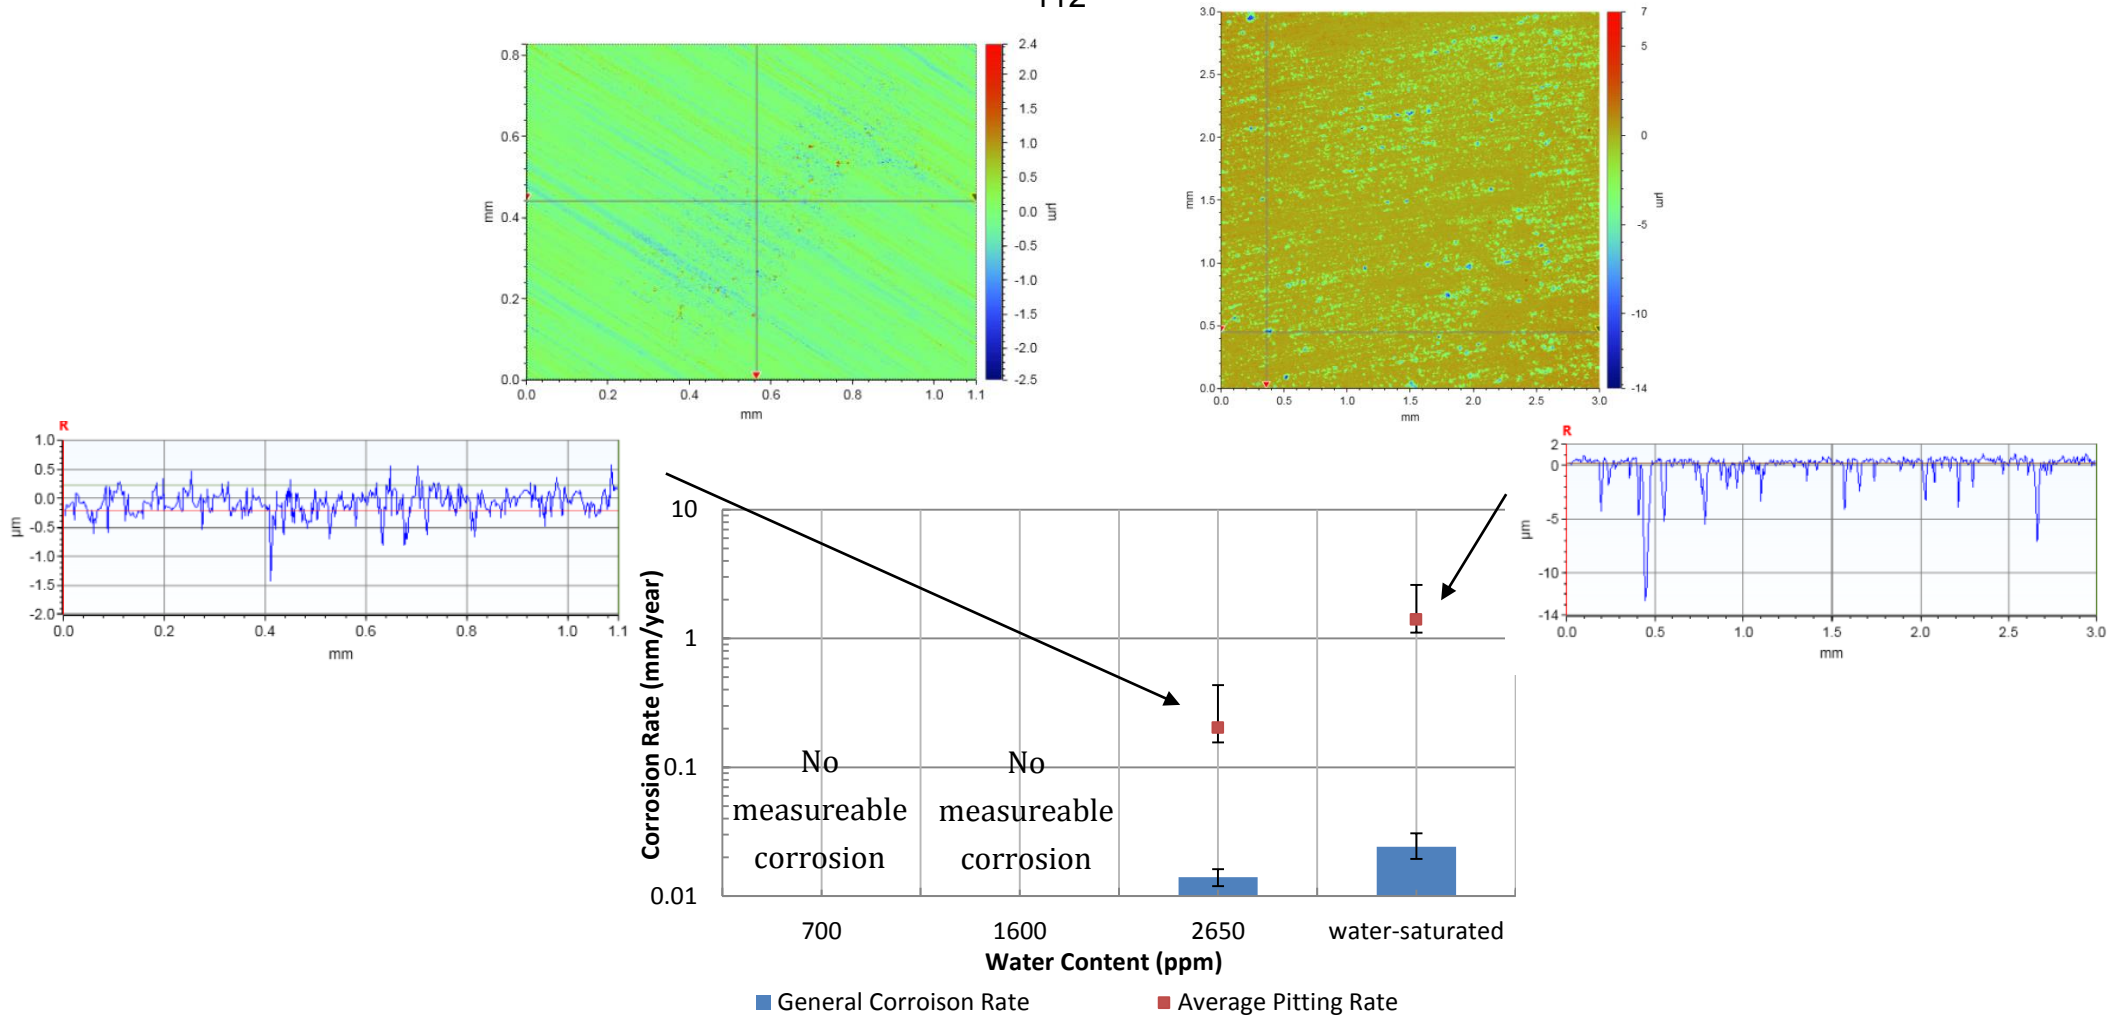 112
0.8
0.6
0.4
0.2
0.0
mm
0.0 0.2 0.4 0.6 0.8 1.0 1.1
mm
2.4
2.0
1.5
1.0
0.5
0.0
-0.5
-1.0
-1.5
-2.0
-2.5
µm
3.0
2.5
2.0
1.5
1.0
0.5
0.0
mm
0.0 0.5 1.0 1.5 2.0 2.5 3.0
mm
7
5
0
-5
-10
-14
µm
R
1.0
0.5
0.0
-0.5
-1.0
-1.5
-2.0
µm
0.0 0.2 0.4 0.6 0.8 1.0 1.1
mm
R
2
0
-5
-10
-14
µm
0.0 0.5 1.0 1.5 2.0 2.5 3.0
mm
Corrosion Rate (mm/year)
10
1
0.1
0.01
No
measureable
corrosion
No
measureable
corrosion
700 1600 2650 water-saturated
Water Content (ppm)
General Corroison Rate Average Pitting Rate